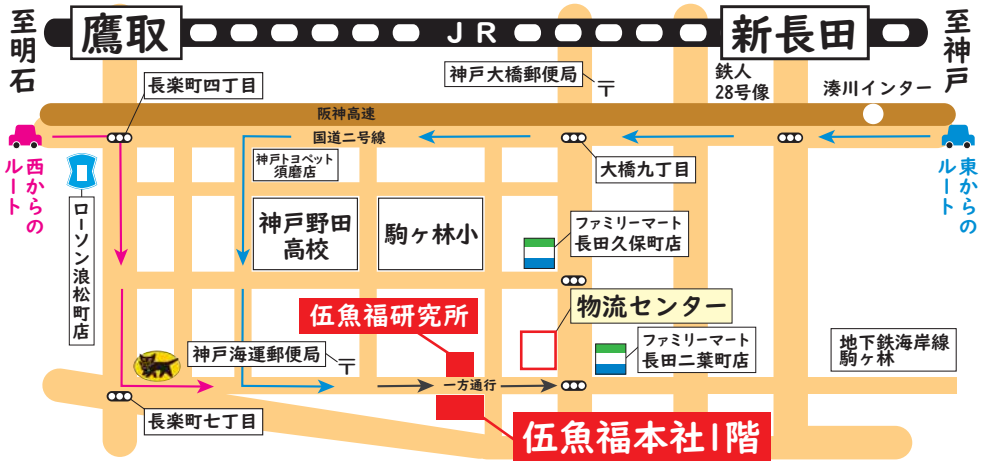 至明石
鷹取
JR
新長田
至神戸
神戸大橋郵便局
〒
鉄人
28号像
湊川インター
長楽町四丁目
阪神高速
国道二号線
西からの
ルート
東からの
ルート
神戸トヨペット
須磨店
大橋九丁目
ローソン浪松町店
神戸野田
高校
駒ヶ林小
ファミリーマート
長田久保町店
伍魚福研究所
物流センター
神戸海運郵便局
〒
ファミリーマート
長田二葉町店
地下鉄海岸線
駒ヶ林
一方通行
長楽町七丁目
伍魚福本社1階